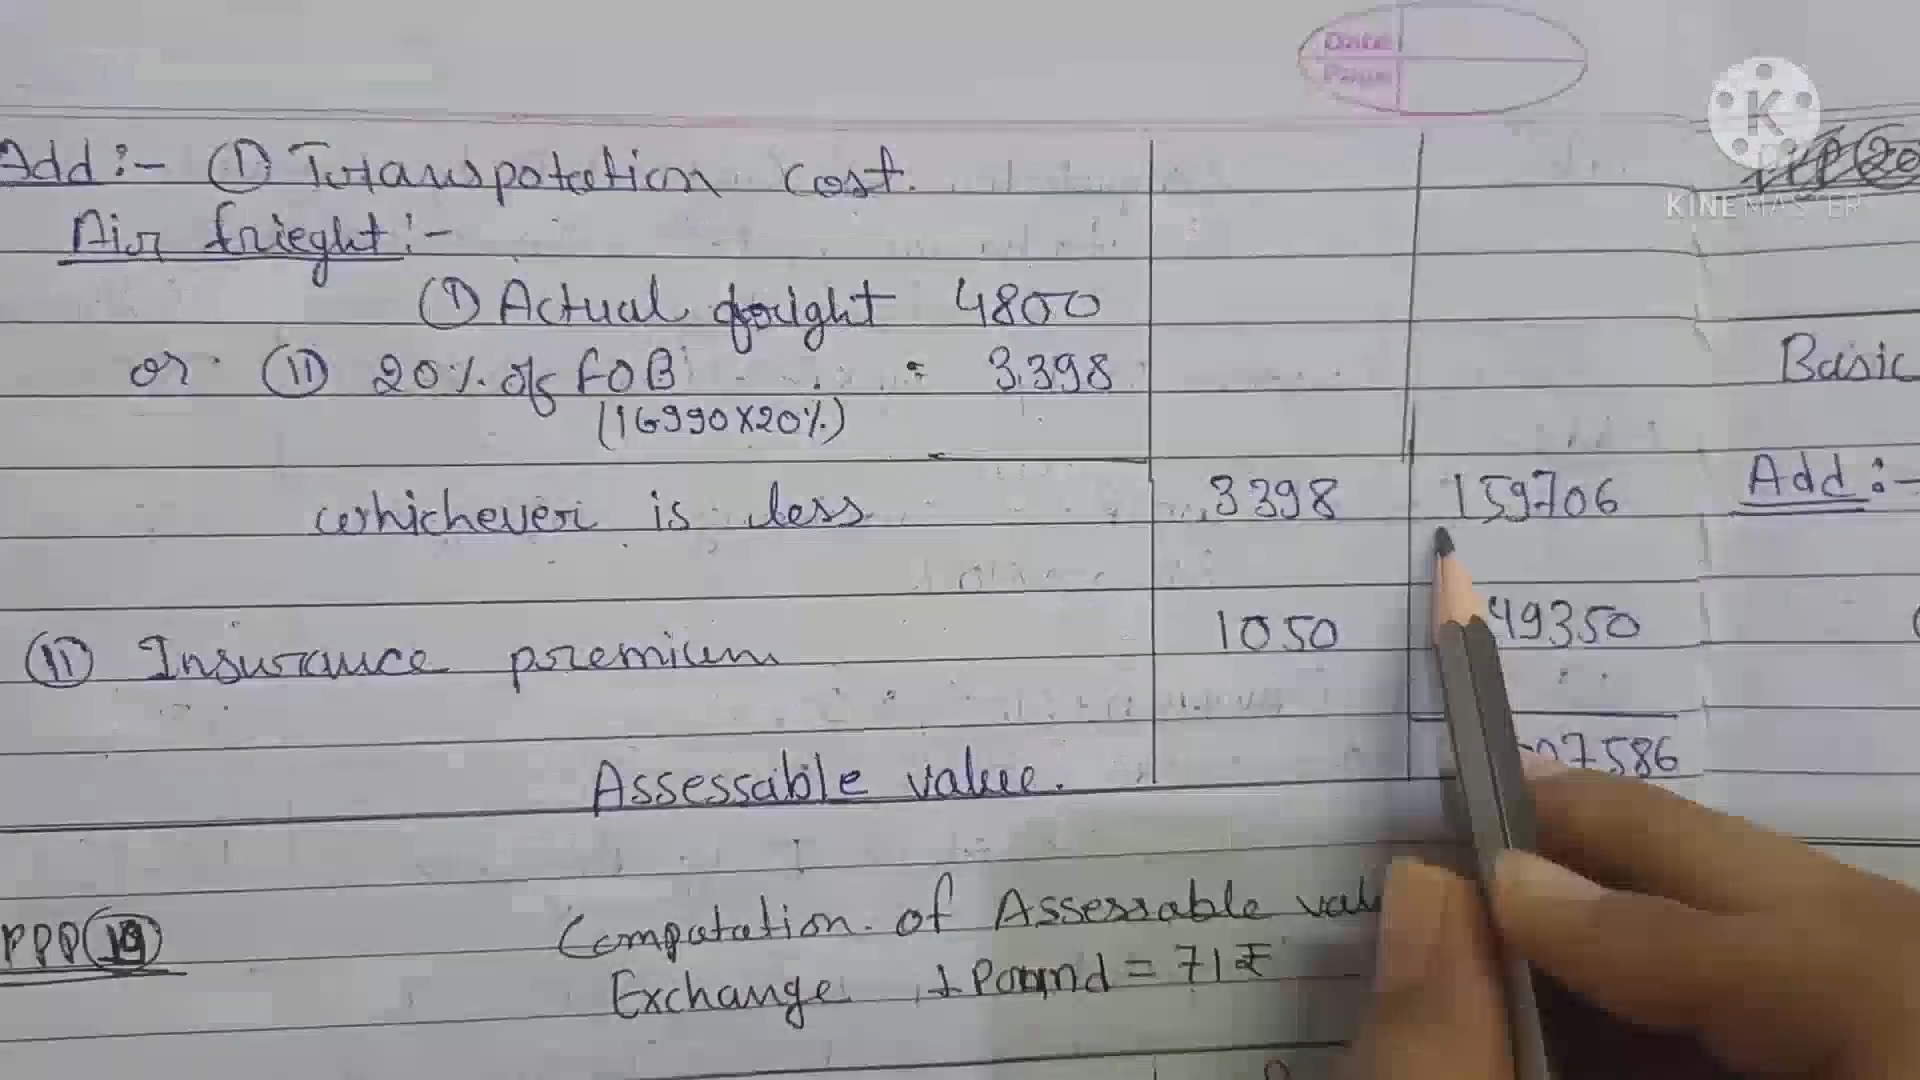 Date
Page
K
KINEMASTER
Add :- (I) Transpotation cost.
Air frieght :-
(I) Actual freight 4800
or (II) 20% of FOB = 3398
(16990X20%)
Basic
whichever is less 3398 159706
Add :-
(II) Insurance premium 1050 49350
Assessable value. 07586
PPP (19)
Computation of Assessable val
Exchange 1 Pound = 71₹